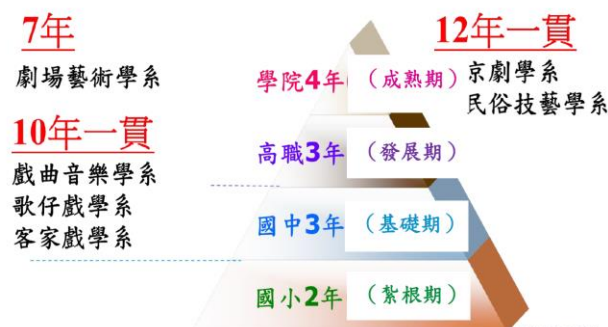 7年
劇場藝術學系
10年一貫
戲曲音樂學系
歌仔戲學系
客家戲學系
12年一貫
京劇學系
民俗技藝學系
學院4年 （成熟期）
高職3年 （發展期）
國中3年 （基礎期）
國小2年 （紮根期）